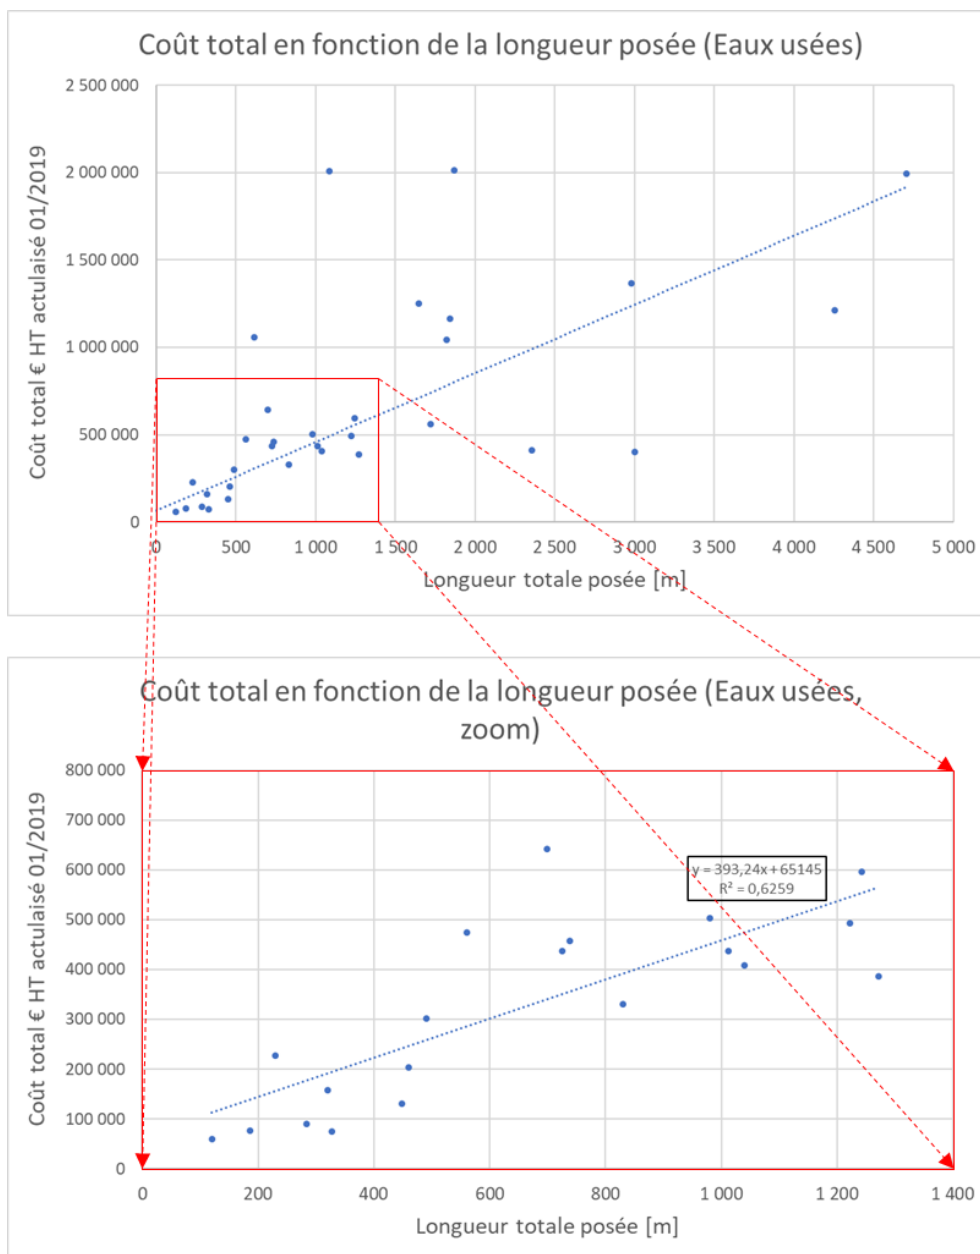 Coût total en fonction de la longueur posée (Eaux usées)
Coût total € HT actulaisé 01/2019
2 500 000
2 000 000
1 500 000
1 000 000
500 000
0
0 500 1 000 1 500 2 000 2 500 3 000 3 500 4 000 4 500 5 000
Longueur totale posée [m]
Coût total en fonction de la longueur posée (Eaux usées,
zoom)
Coût total € HT actulaisé 01/2019
800 000
700 000
600 000
500 000
400 000
300 000
200 000
100 000
0
y = 393,24x + 65145
R² = 0,6259
0 200 400 600 800 1 000 1 200 1 400
Longueur totale posée [m]